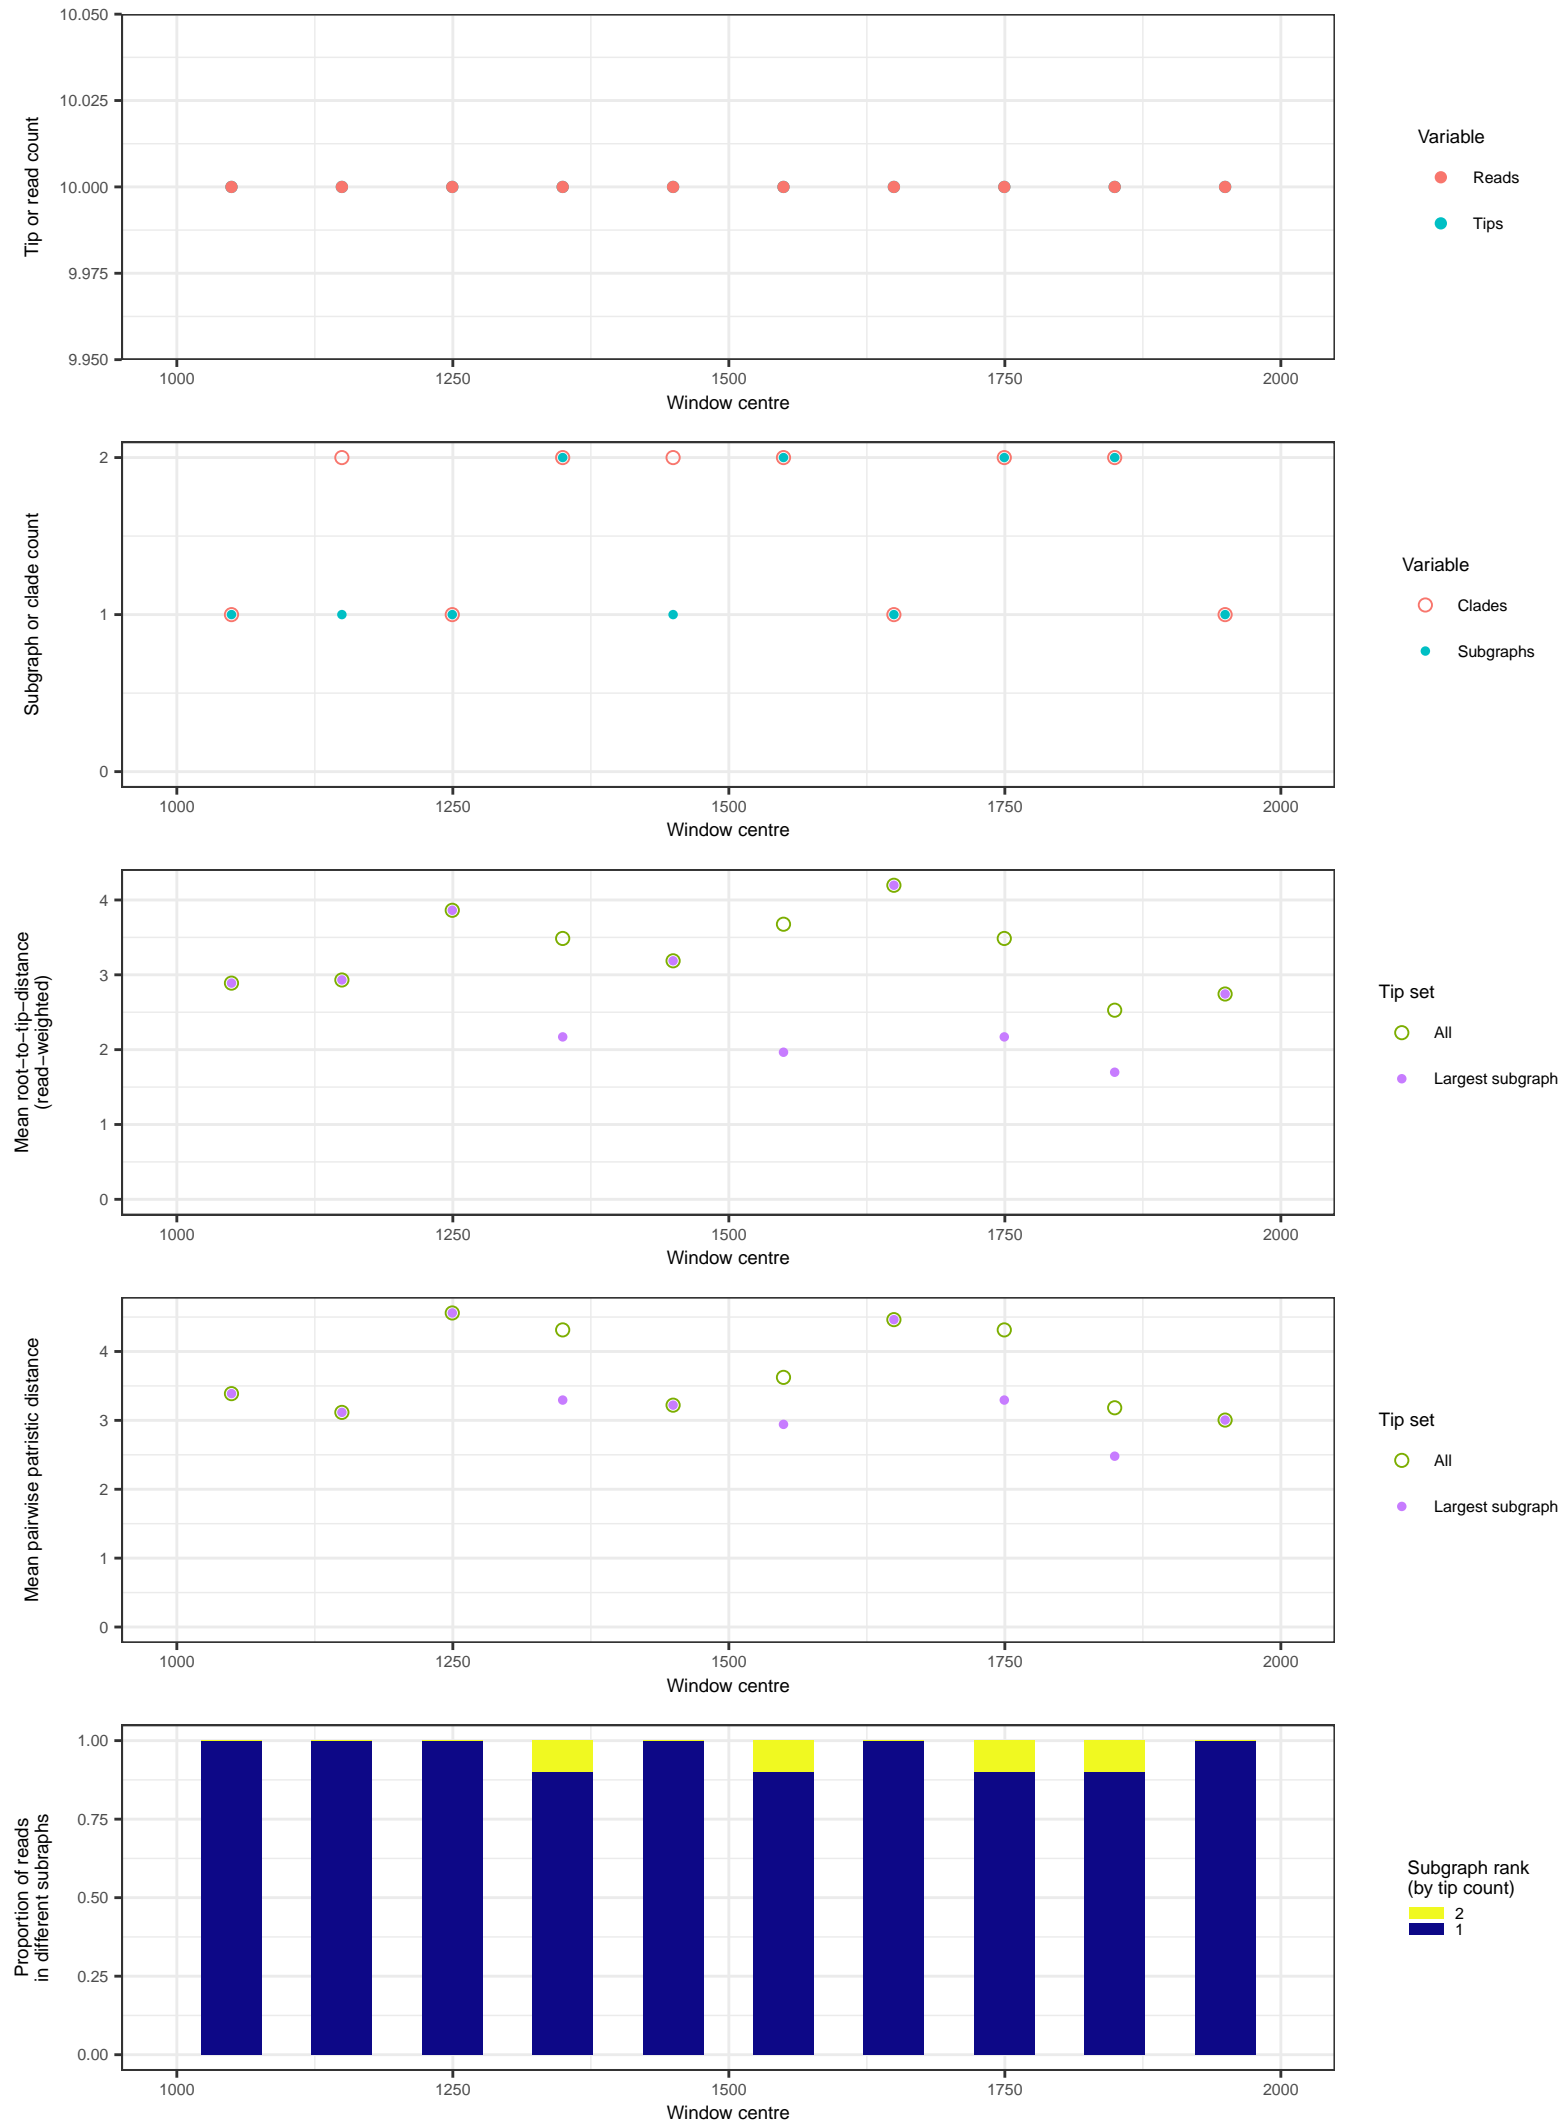 10.050
10.025
10.000
9.975
9.950
Tip or read count
1000 1250 1500 1750 2000
Window centre
Variable
Reads
Tips
2
1
0
Subgraph or clade count
1000 1250 1500 1750 2000
Window centre
Variable
Clades
Subgraphs
4
3
2
1
0
Mean root−to−tip−distance
(read−weighted)
1000 1250 1500 1750 2000
Window centre
Tip set
All
Largest subgraph
4
3
2
1
0
Mean pairwise patristic distance
1000 1250 1500 1750 2000
Window centre
Tip set
All
Largest subgraph
1.00
0.75
0.50
0.25
0.00
Proportion of reads
in different subraphs
1000 1250 1500 1750 2000
Window centre
Subgraph rank
(by tip count)
2
1